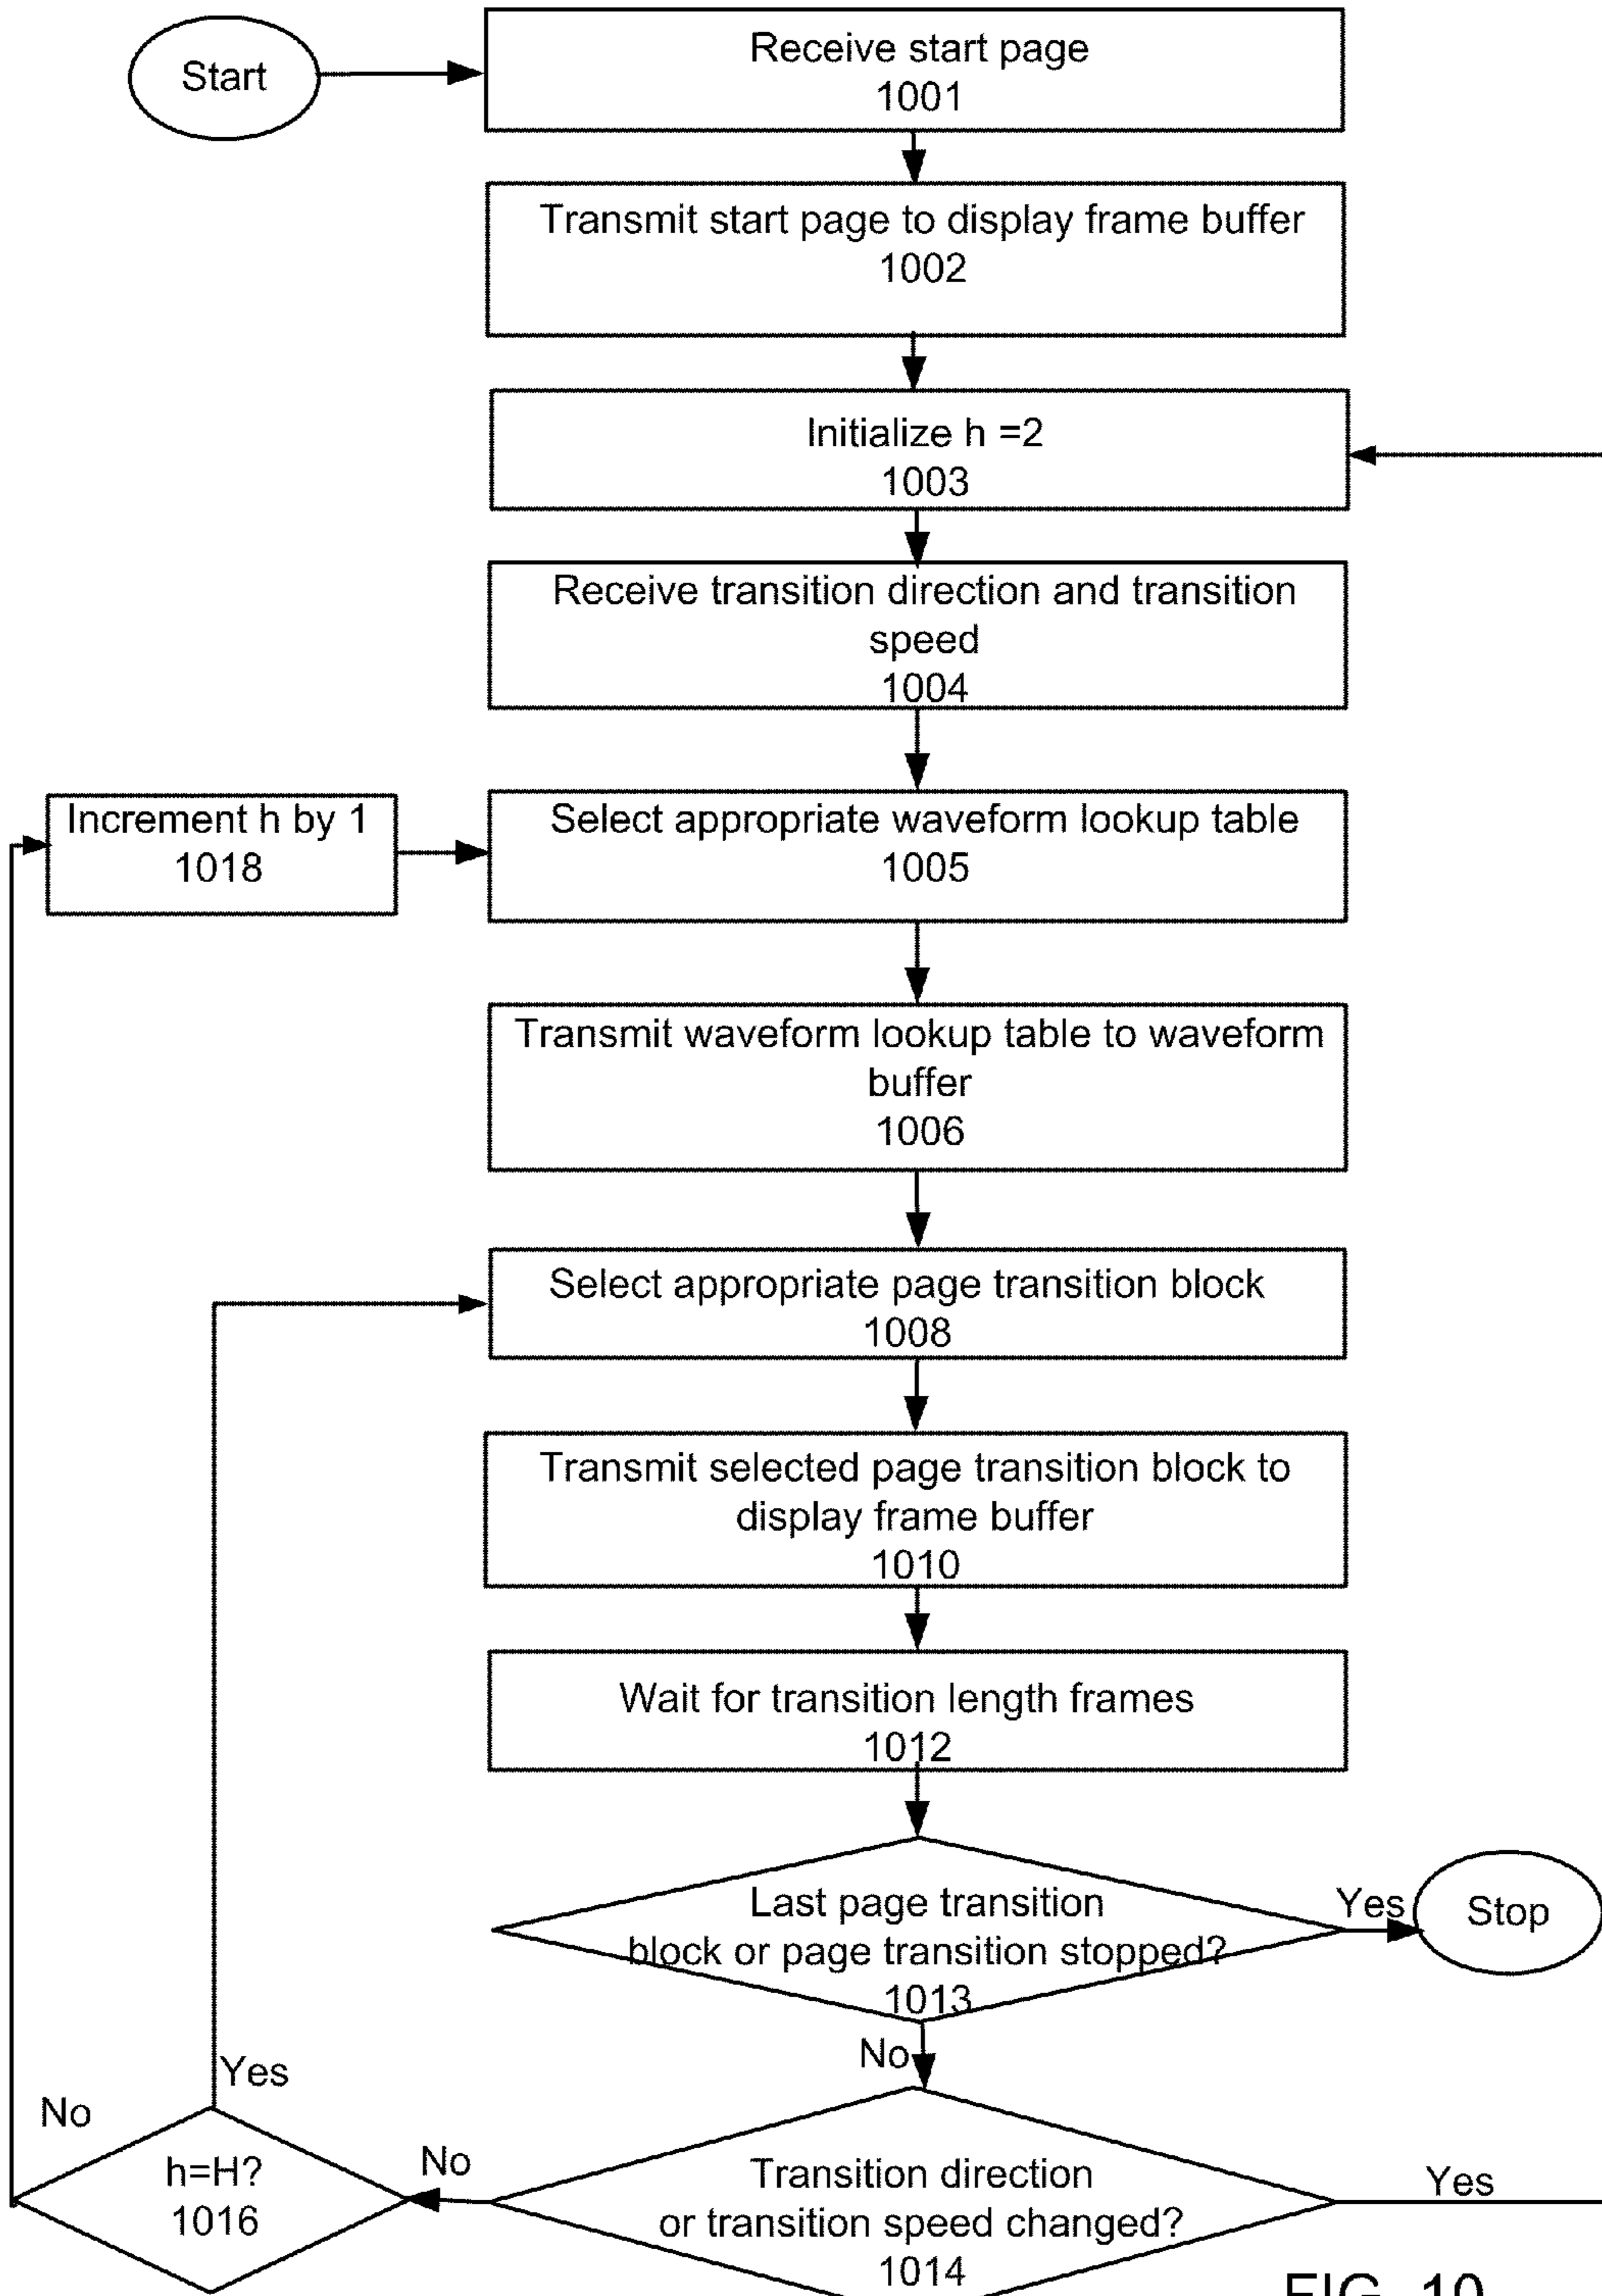 Start
Receive start page
1001
Transmit start page to display frame buffer
1002
Initialize h =2
1003
Receive transition direction and transition
speed
1004
Increment h by 1
1018
Select appropriate waveform lookup table
1005
Transmit waveform lookup table to waveform
buffer
1006
Select appropriate page transition block
1008
Transmit selected page transition block to
display frame buffer
1010
Wait for transition length frames
1012
Last page transition
block or page transition stopped?
1013
Yes
Stop
No
Yes
No
h=H?
1016
No
Transition direction
or transition speed changed?
1014
Yes
FIG. 10